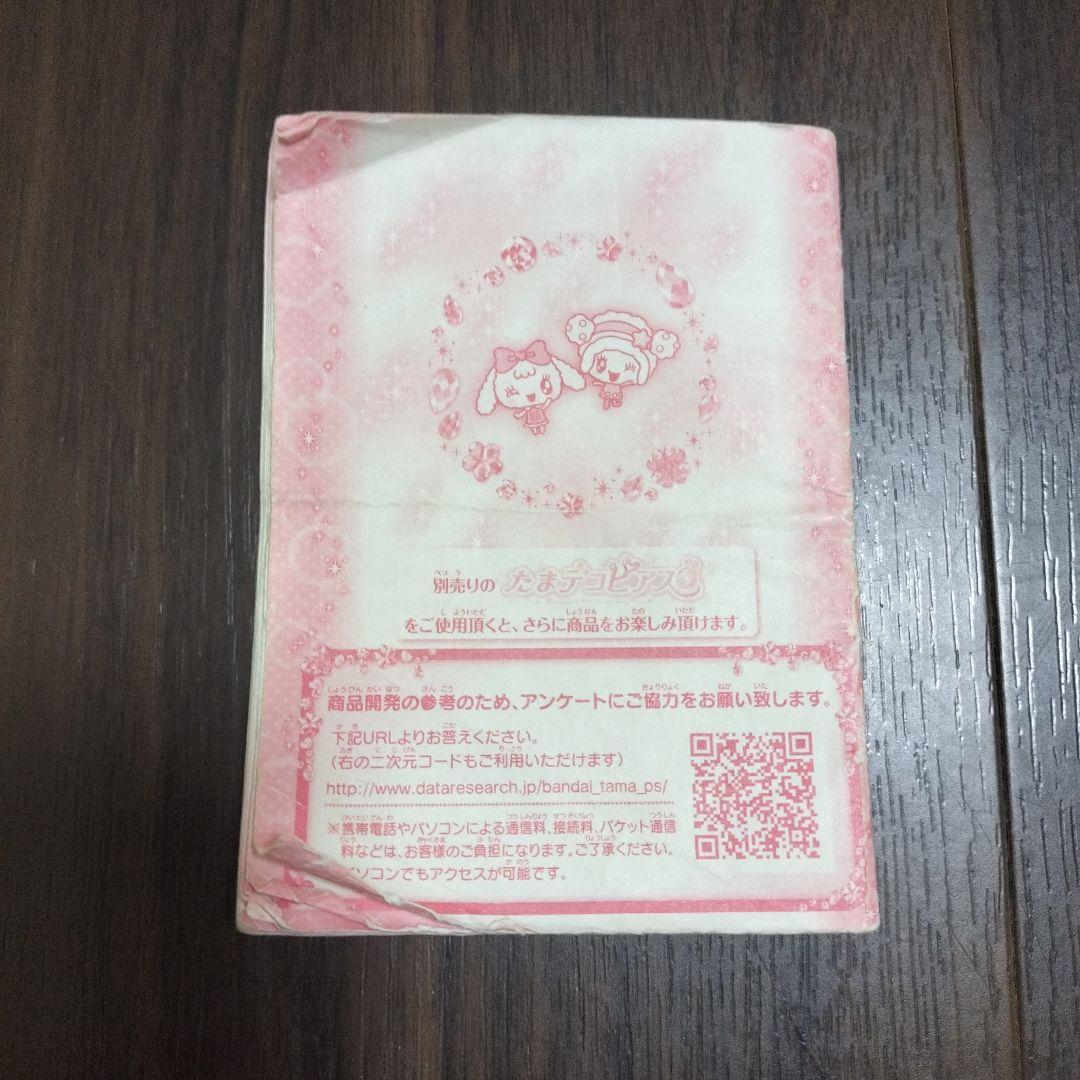 別売りの たまデコピアス
をご使用頂くと、さらに商品をお楽しみ頂けます。
商品開発の参考のため、アンケートにご協力をお願い致します。
下記URLよりお答えください。
(右の二次元コードもご利用いただけます)
http://www.dataresearch.jp/bandai_tama_ps/
※携帯電話やパソコンによる通信料、接続料、パケット通信
料などは、お客様のご負担になります。ご了承ください。
パソコンでもアクセスが可能です。